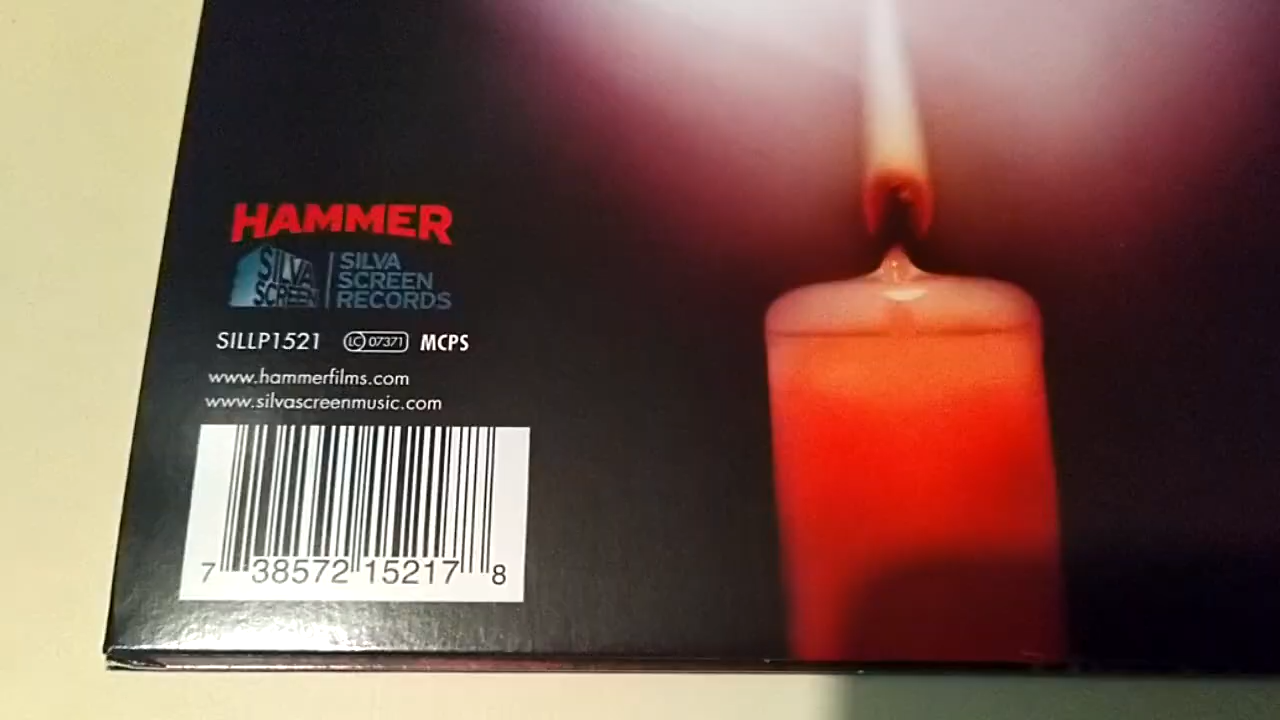 HAMMER
SILVA SCREEN
SILVA
SCREEN
RECORDS
SILLP1521 LC 07371 MCPS
www.hammerfilms.com
www.silvascreenmusic.com
7 38572 15217 8